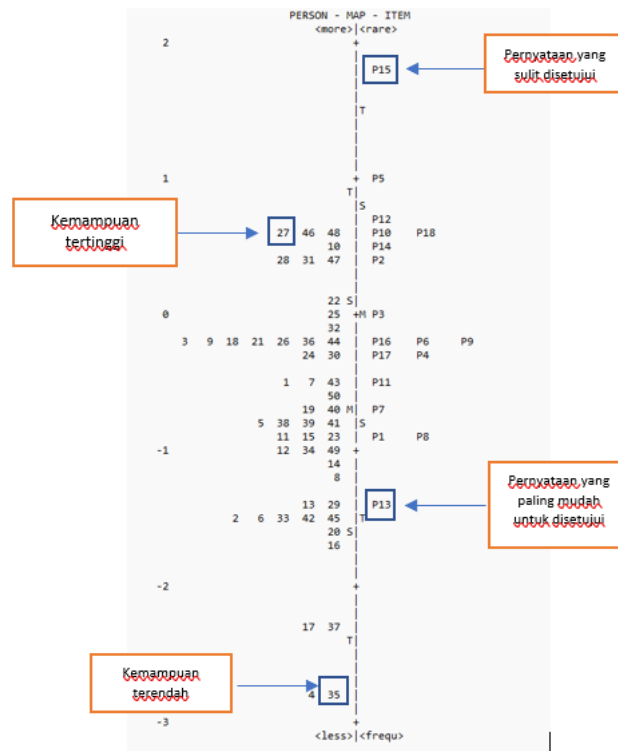 PERSON - MAP - ITEM
<more>|<rare>
2 +
| P15
Pernyataan yang
sulit disetujui
|T
1 + P5
T|
|S
| P12
Kemampuan
tertinggi
27 46 48 | P10 P18
10 | P14
28 31 47 | P2
22 S|
0 25 +M P3
32 |
3 9 18 21 26 36 44 | P16 P6 P9
24 30 | P17 P4
1 7 43 | P11
50 |
19 40 M| P7
5 38 39 41 |S
11 15 23 | P1 P8
-1 12 34 49 +
14 |
8 |
Pernyataan yang
paling mudah
untuk disetujui
13 29 | P13
2 6 33 42 45 |T
20 S|
16 |
-2 +
17 37 |
T|
Kemampuan
terendah
4 35 |
-3 +
<less>|<frequ>